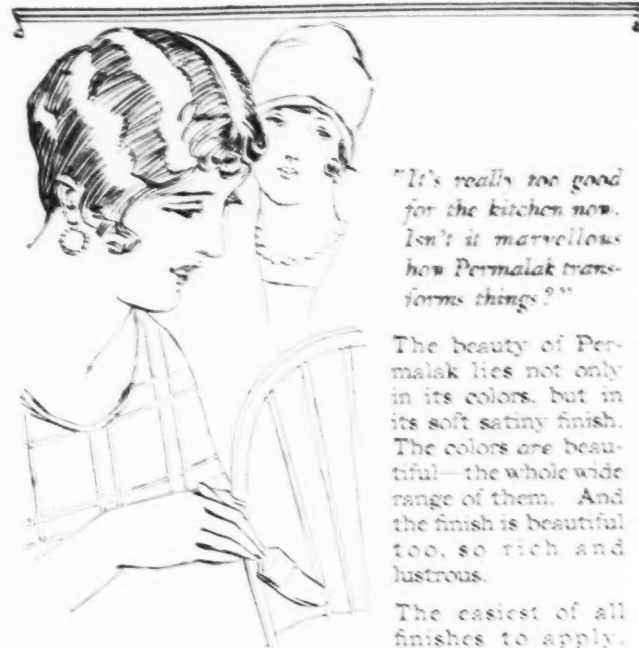 "It's really too good
for the kitchen now.
Isn't it marvellous
how Permalak trans-
forms things?"
The beauty of Per-
malak lies not only
in its colors, but in
its soft satiny finish.
The colors are beau-
tiful—the whole wide
range of them. And
the finish is beautiful
too, so rich and
lustrous.
The easiest of all
finishes to apply.